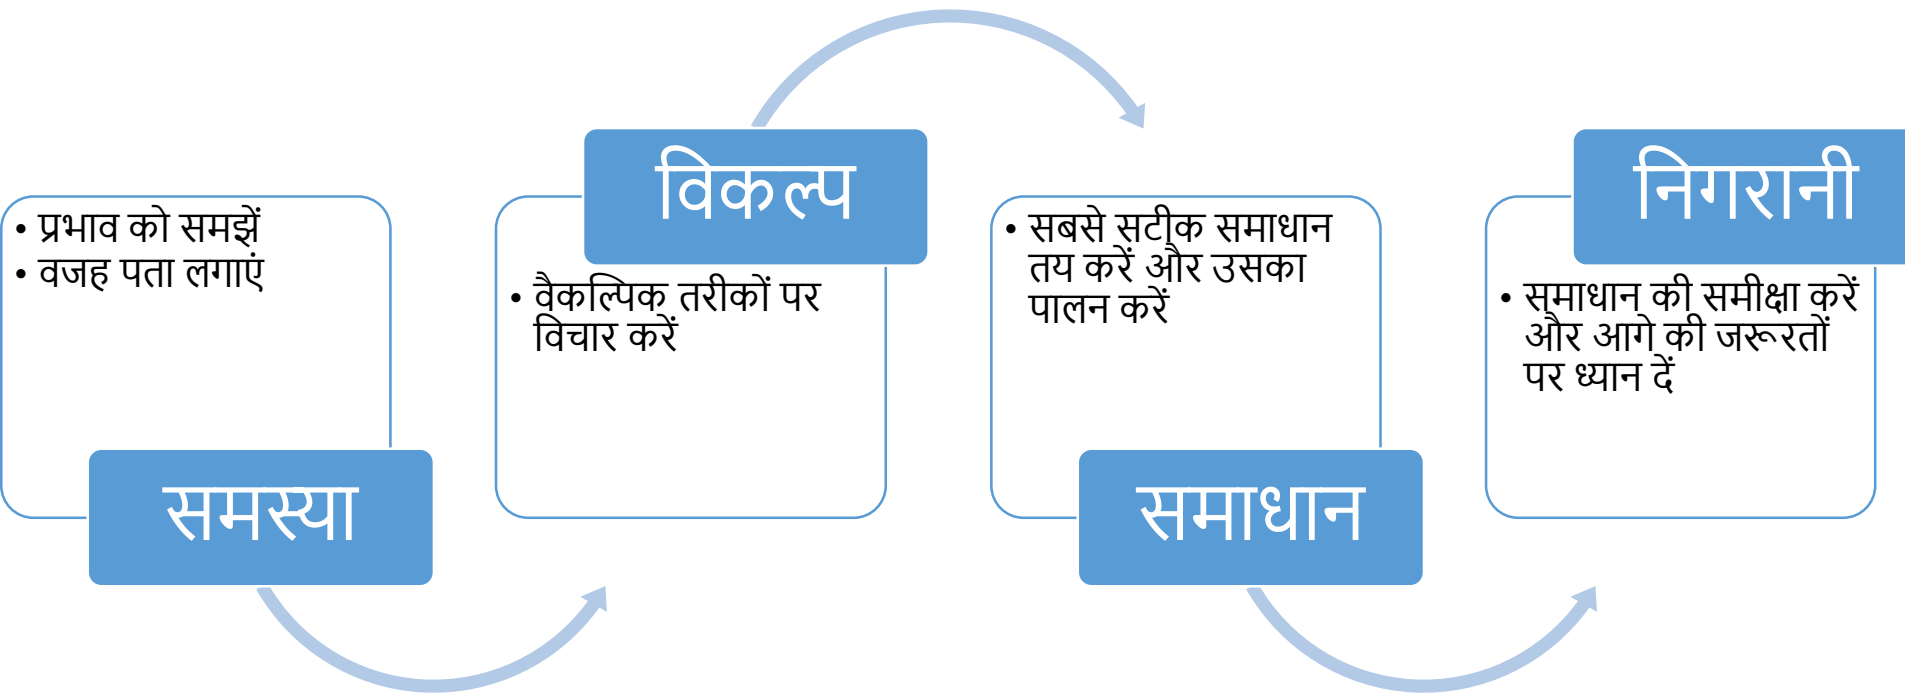 • प्रभाव को समझें
• वजह पता लगाएं
समस्या
विकल्प
• वैकल्पिक तरीकों पर
विचार करें
• सबसे सटीक समाधान
तय करें और उसका
पालन करें
समाधान
निगरानी
• समाधान की समीक्षा करें
और आगे की जरूरतों
पर ध्यान दें